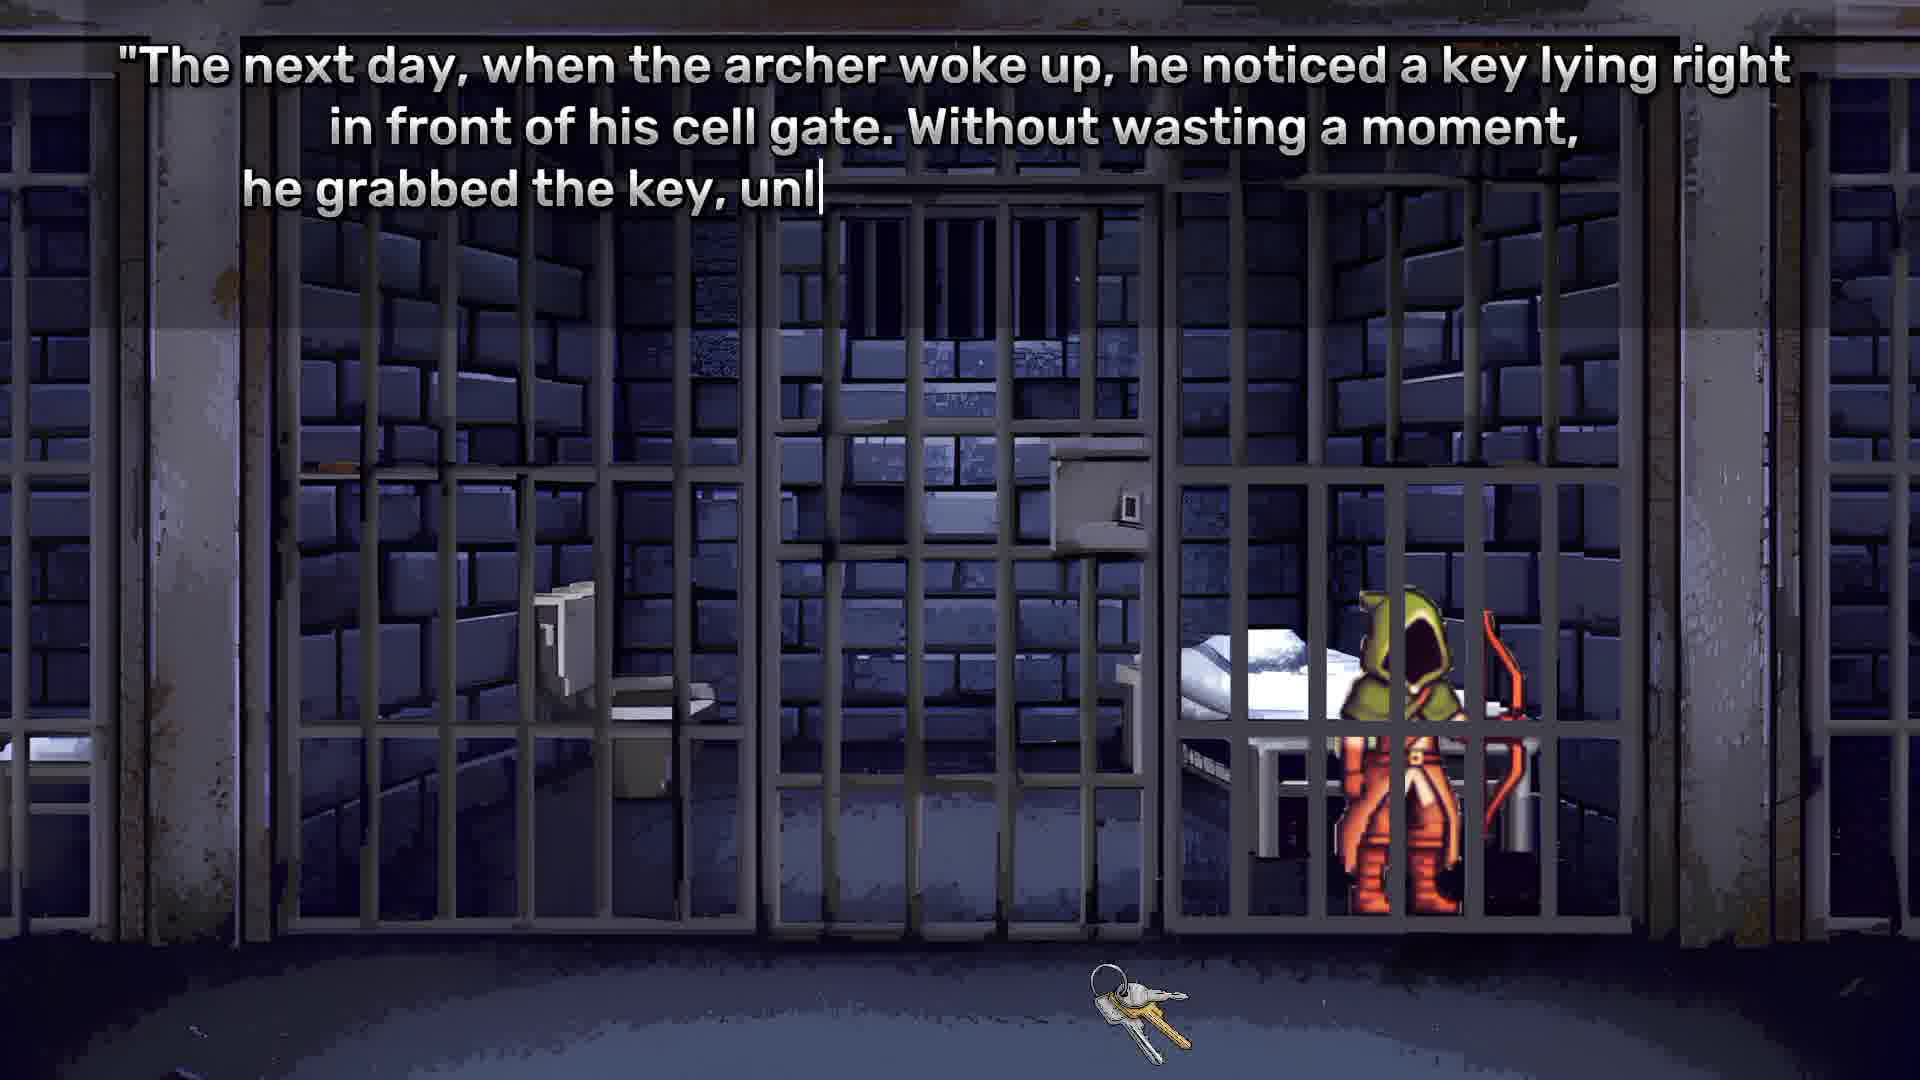 "The next day, when the archer woke up, he noticed a key lying right
in front of his cell gate. Without wasting a moment,
he grabbed the key, unl